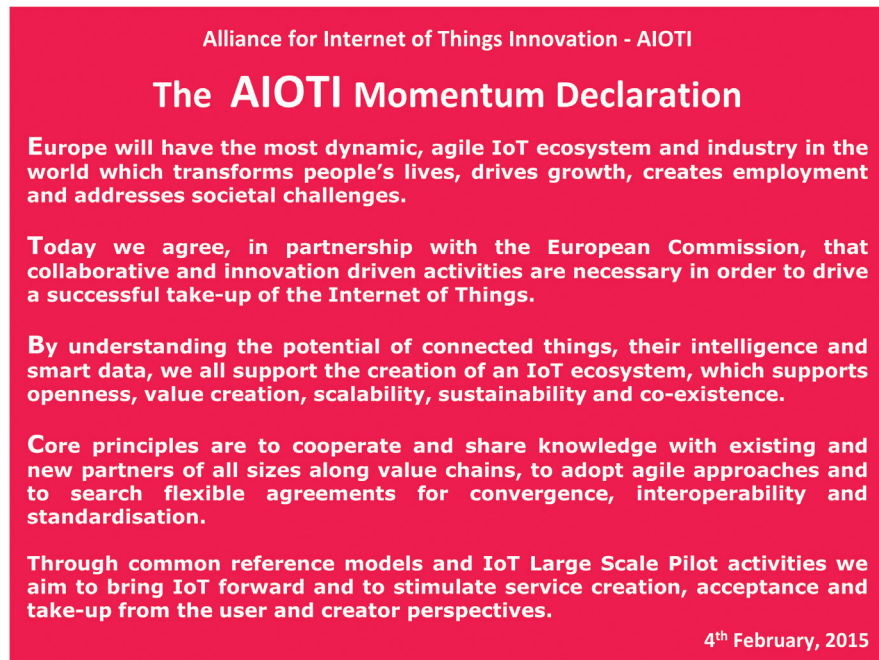 Alliance for Internet of Things Innovation - AIOTI
The AIOTI Momentum Declaration
Europe will have the most dynamic, agile IoT ecosystem and industry in the
world which transforms people’s lives, drives growth, creates employment
and addresses societal challenges.
Today we agree, in partnership with the European Commission, that
collaborative and innovation driven activities are necessary in order to drive
a successful take-up of the Internet of Things.
By understanding the potential of connected things, their intelligence and
smart data, we all support the creation of an IoT ecosystem, which supports
openness, value creation, scalability, sustainability and co-existence.
Core principles are to cooperate and share knowledge with existing and
new partners of all sizes along value chains, to adopt agile approaches and
to search flexible agreements for convergence, interoperability and
standardisation.
Through common reference models and IoT Large Scale Pilot activities we
aim to bring IoT forward and to stimulate service creation, acceptance and
take-up from the user and creator perspectives.
4th February, 2015